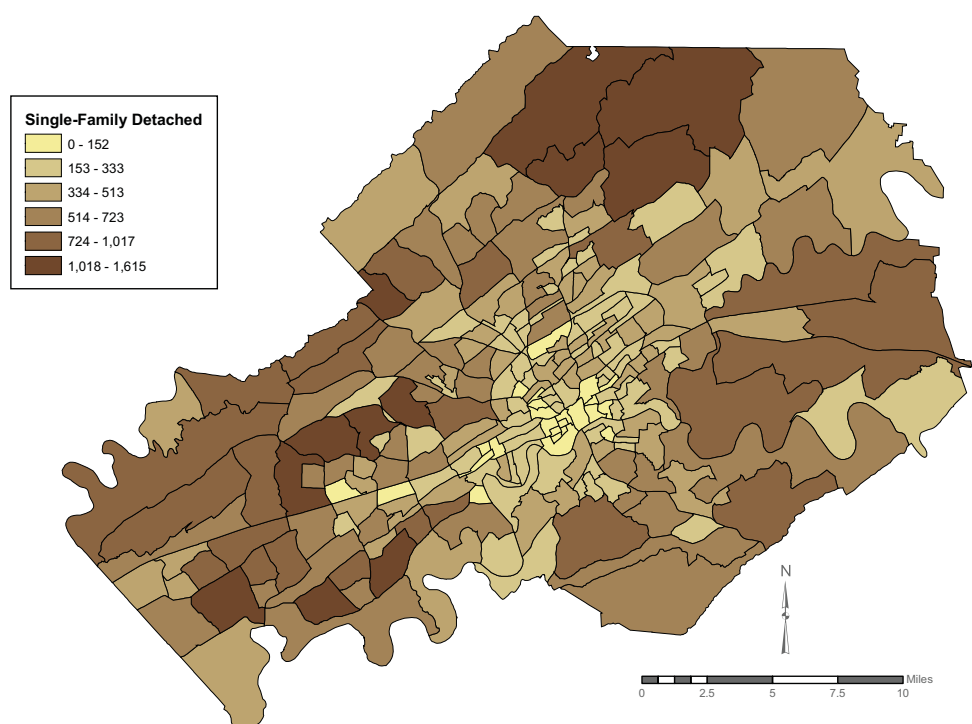 Single-Family Detached
0 - 152
153 - 333
334 - 513
514 - 723
724 - 1,017
1,018 - 1,615
N
Miles
0 2.5 5 7.5 10